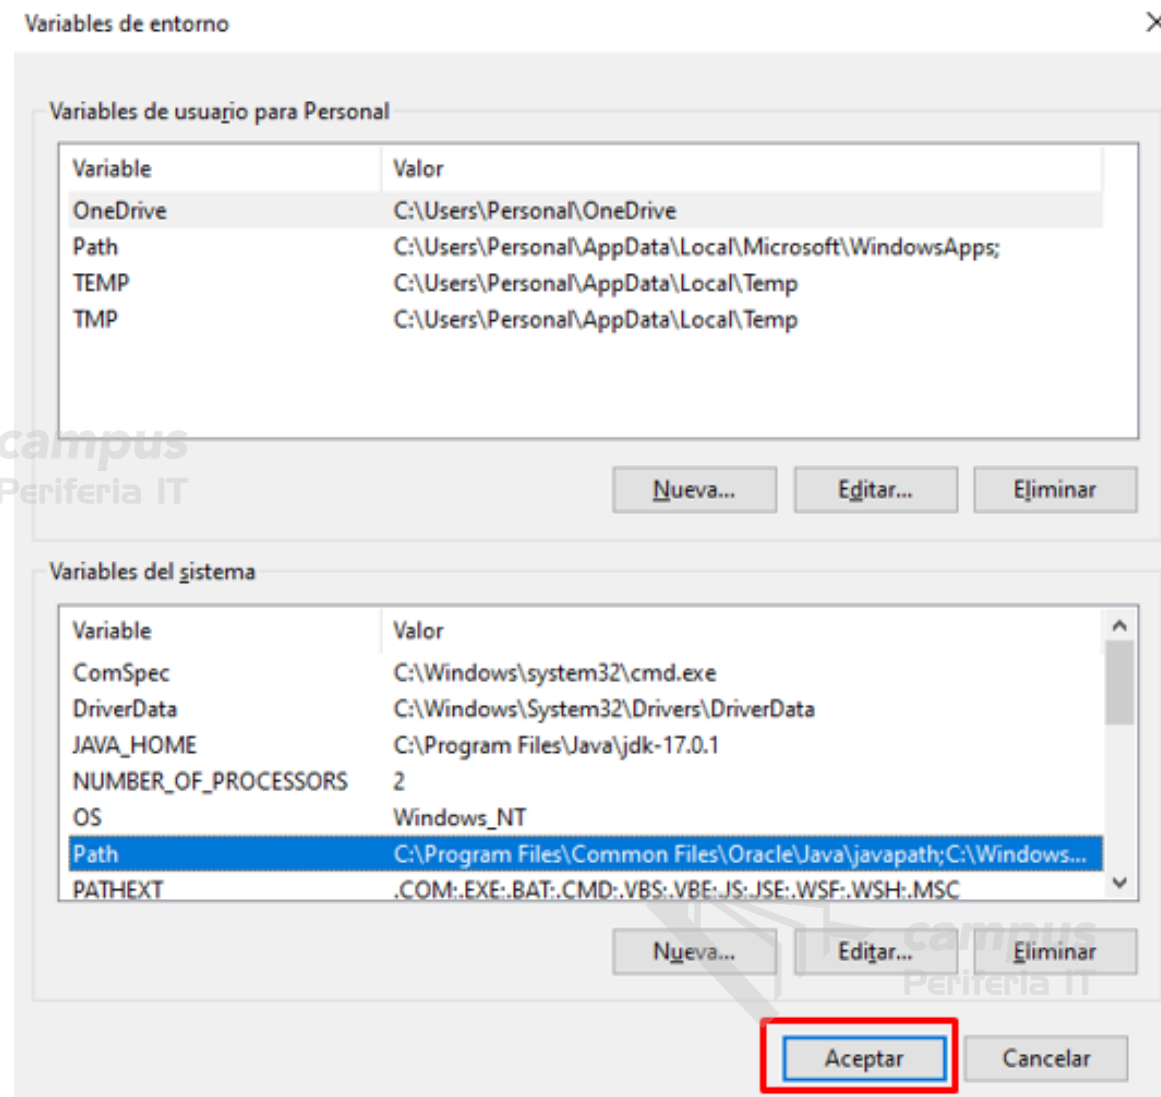 Variables de entorno
Variables de usuario para Personal
Variable Valor
OneDrive C:\Users\Personal\OneDrive
Path C:\Users\Personal\AppData\Local\Microsoft\WindowsApps;
TEMP C:\Users\Personal\AppData\Local\Temp
TMP C:\Users\Personal\AppData\Local\Temp
campus
Periferia IT
Nueva... Editar... Eliminar
Variables del sistema
Variable Valor
ComSpec C:\Windows\system32\cmd.exe
DriverData C:\Windows\System32\Drivers\DriverData
JAVA_HOME C:\Program Files\Java\jdk-17.0.1
NUMBER_OF_PROCESSORS 2
OS Windows_NT
Path C:\Program Files\Common Files\Oracle\Java\javapath;C:\Windows...
PATHEXT .COM;.EXE;.BAT;.CMD;.VBS;.VBE;.JS;.JSE;.WSF;.WSH;.MSC
Nueva... Editar... Eliminar
campus
Periferia IT
Aceptar Cancelar